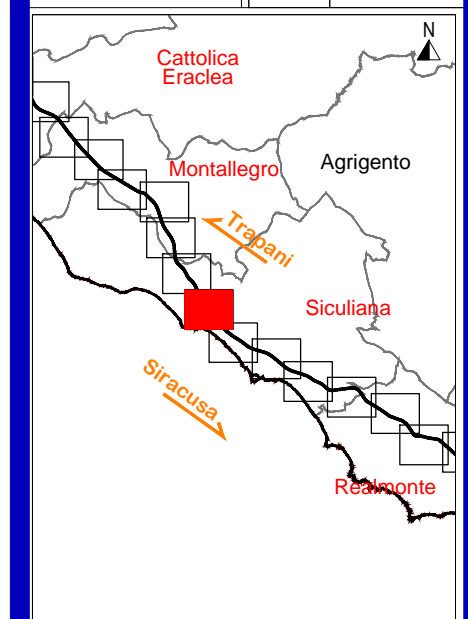 N
Cattolica
Eraclea
Montallegro
Agrigento
Trapani
Siculiana
Siracusa
Realmonte